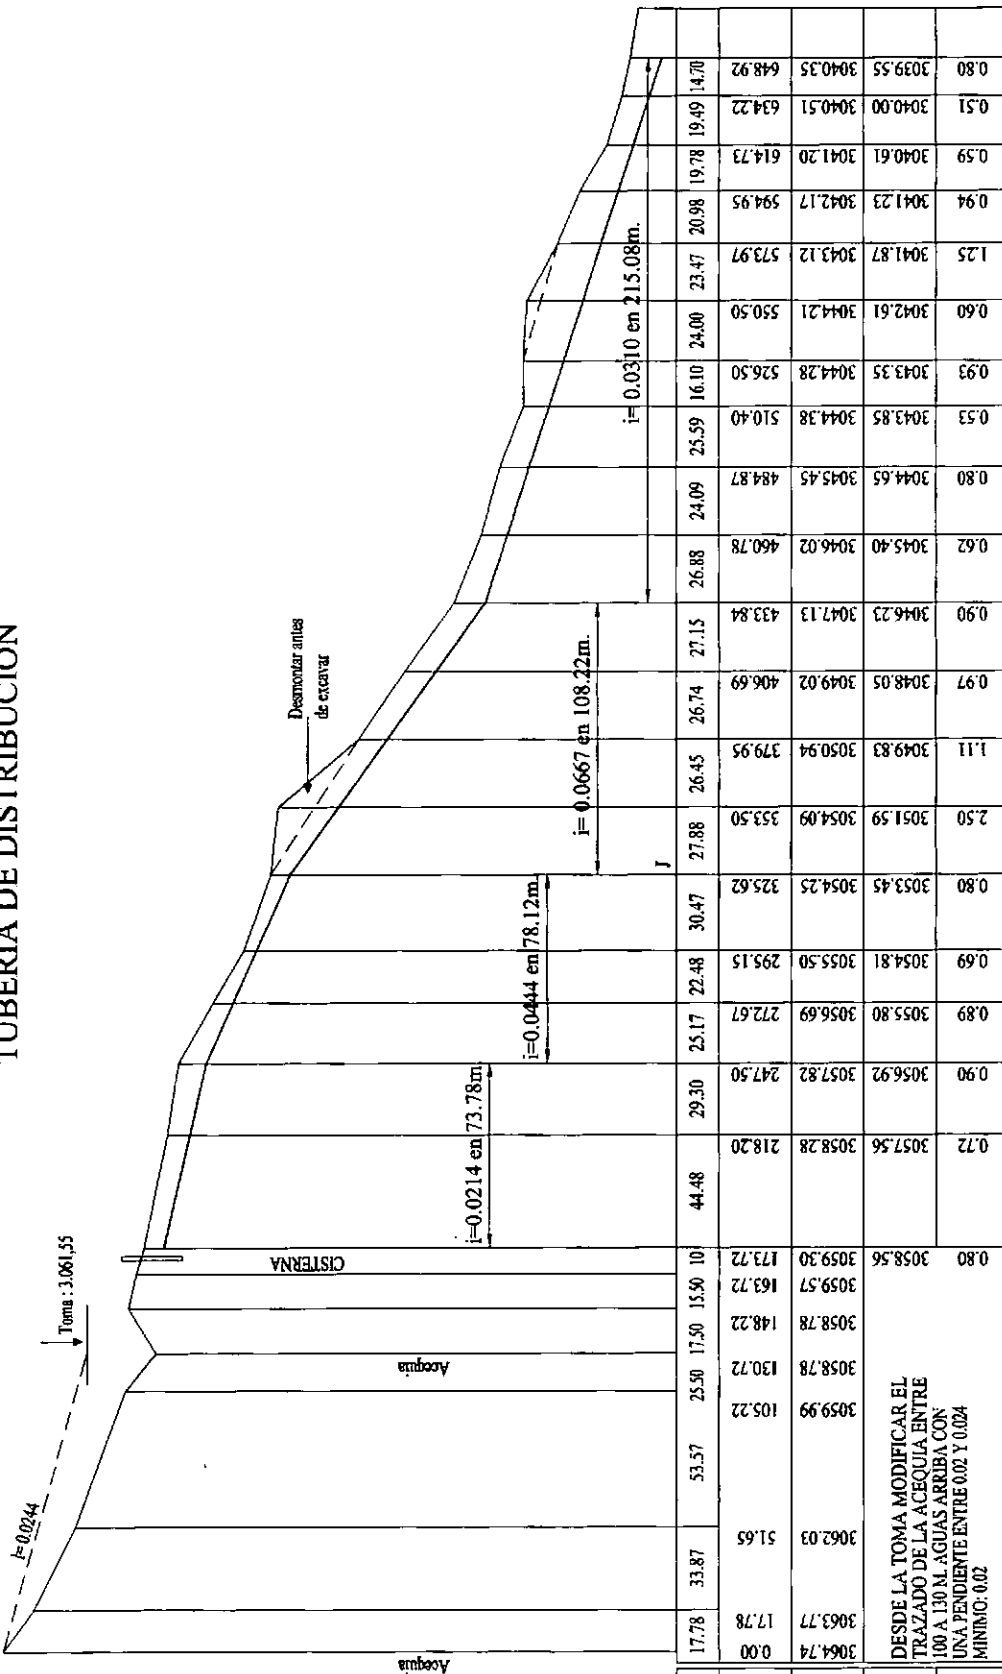 TUBERIA DE DISTRIBUCION
Acequia
I=0.0244
Toma : 3.061,55
Acequia
CISTERNA
i=0.0214 en 73.78m
i=0.0444 en 78.12m
Desmontar antes
de excavar
i= 0.0667 en 108.22m.
i= 0.0310 en 215.08m.
J
17.78 33.87 53.57 25.50 17.50 15.50 10 44.48 29.30 25.17 22.48 30.47 27.88 26.45 26.74 27.15 26.88 24.09 25.59 16.10 24.00 23.47 20.98 19.78 19.49 14.70
0.00 17.78 51.65 105.22 130.72 148.22 163.72 173.72 218.20 247.50 272.67 295.15 325.62 353.50 379.95 406.69 433.84 460.78 484.87 510.40 526.50 550.50 573.97 594.95 614.73 634.22 648.92
3064.74 3063.77 3062.03 3059.99 3058.78 3058.78 3059.57 3059.30 3058.28 3057.82 3056.69 3055.50 3054.25 3054.09 3050.94 3049.02 3047.13 3046.02 3045.45 3044.38 3044.28 3044.21 3043.12 3042.17 3041.20 3040.51 3040.35
3058.56 3057.56 3056.92 3055.80 3054.81 3053.45 3051.59 3049.83 3048.05 3046.23 3045.40 3044.65 3043.85 3043.35 3042.61 3041.87 3041.23 3040.61 3040.00 3039.55
0.80 0.72 0.90 0.89 0.69 0.80 2.50 1.11 0.97 0.90 0.62 0.80 0.53 0.93 0.60 1.25 0.94 0.59 0.51 0.80
DESDE LA TOMA MODIFICAR EL
TRAZADO DE LA ACEQUIA ENTRE
100 A 130 M. AGUAS ARRIBA CON
UNA PENDIENTE ENTRE 0.02 Y 0.024
MINIMO: 0.02